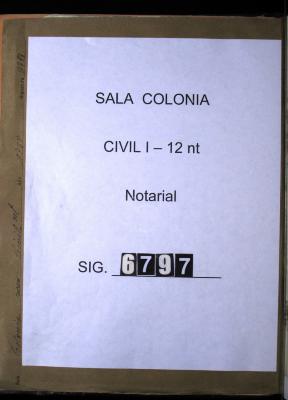 SALA COLONIA
CIVIL I – 12 nt
Notarial
SIG. 6797